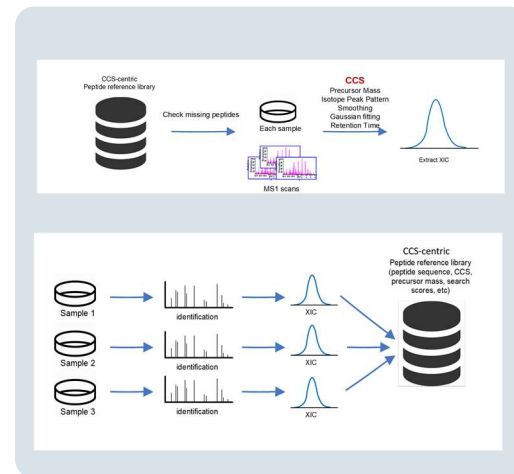 CCS-centric
Peptide reference library
Check missing peptides
Each sample
MS1 scans
CCS
Precursor Mass
Isotope Peak Pattern
Smoothing
Gaussian fitting
Retention Time
Extract XIC
CCS-centric
Peptide reference library
(peptide sequence, CCS,
precursor mass, search
scores, etc)
Sample 1
identification
XIC
Sample 2
identification
XIC
Sample 3
identification
XIC